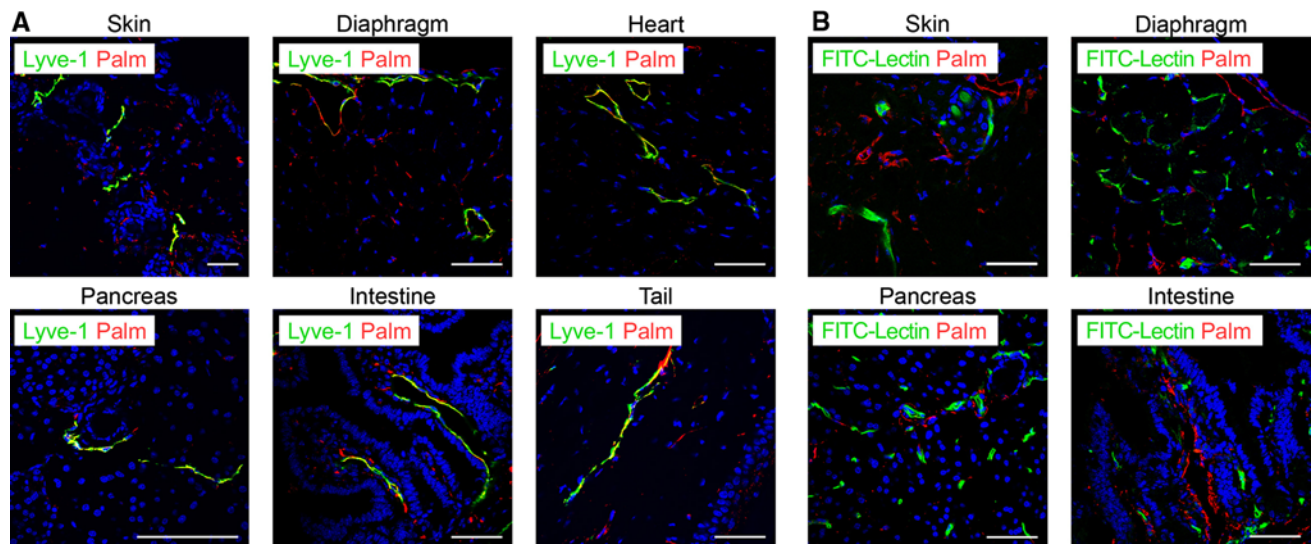 A
Skin
Diaphragm
Heart
Lyve-1 Palm
Lyve-1 Palm
Lyve-1 Palm
Pancreas
Intestine
Tail
Lyve-1 Palm
Lyve-1 Palm
Lyve-1 Palm
B
Skin
Diaphragm
FITC-Lectin Palm
FITC-Lectin Palm
Pancreas
Intestine
FITC-Lectin Palm
FITC-Lectin Palm